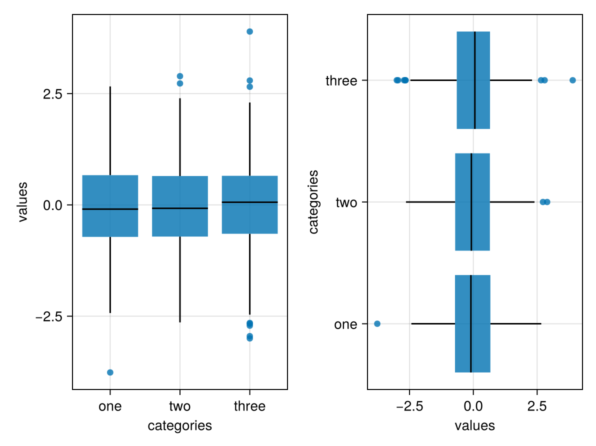 values
2.5
0.0
−2.5
one two three
categories
categories
three
two
one
−2.5 0.0 2.5
values